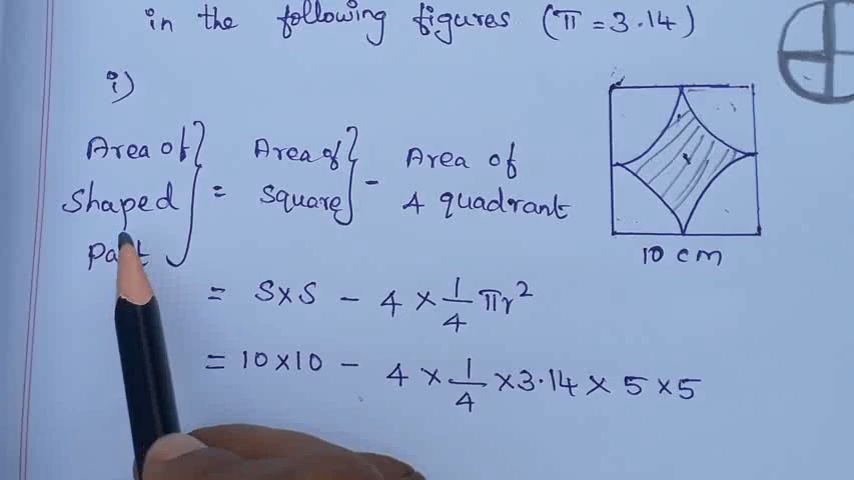 in the following figures (π = 3.14)
i)
Area of Shaped Part } = Area of square } - Area of 4 quadrant
= S×S - 4 × 1/4 πr²
= 10×10 - 4 × 1/4 × 3.14 × 5 × 5
10 cm